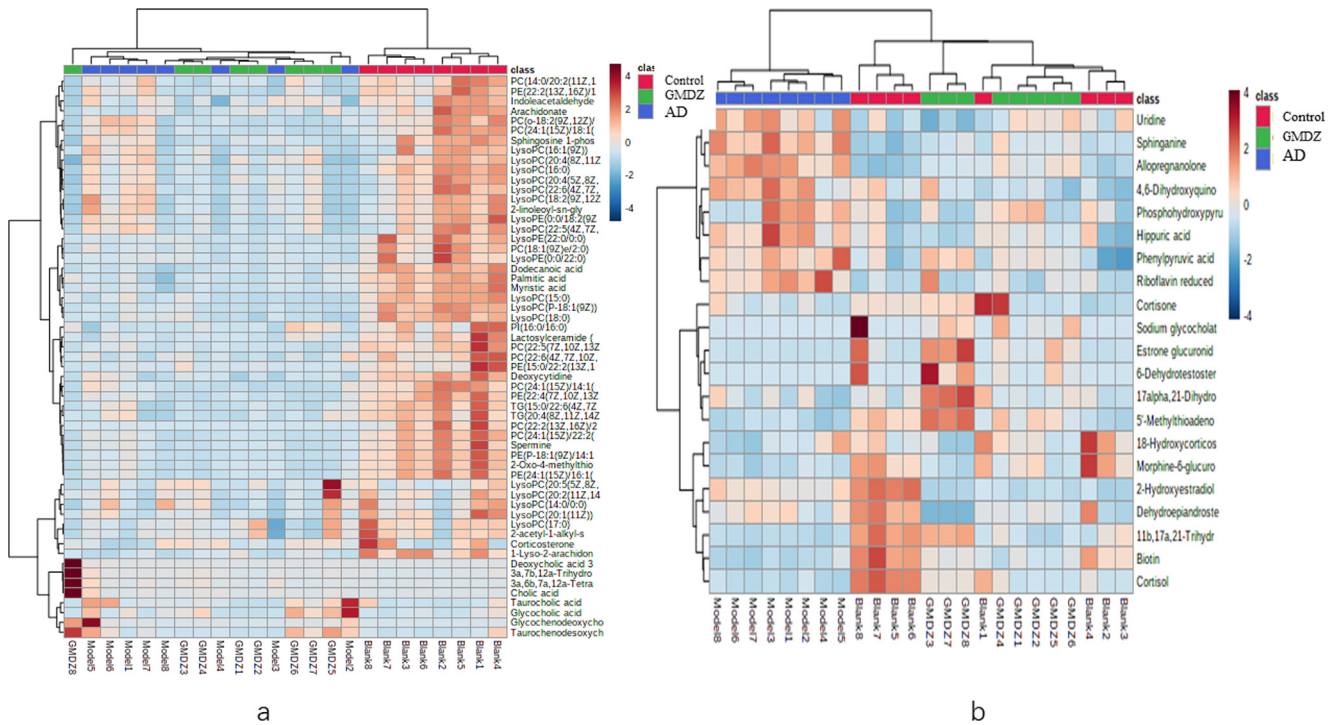 class
PC(14:0/20:2(11Z,1
PE(22:2(13Z,16Z)/1
Indoleacetaldehyde
Arachidonate
PC(o-18:2(9Z,12Z)/
PC(24:1(15Z)/18:1(
Sphingosine 1-phos
LysoPC(16:1(9Z))
LysoPC(20:4(8Z,11Z
LysoPC(16:0)
LysoPC(20:4(5Z,8Z,
LysoPC(22:6(4Z,7Z,
LysoPC(18:2(9Z,12Z
2-linoleoyl-sn-gly
LysoPE(0:0/18:2(9Z
LysoPC(22:5(4Z,7Z,
LysoPE(22:0/0:0)
PC(18:1(9Z)e/2:0)
LysoPE(0:0/22:0)
Dodecanoic acid
Palmitic acid
Myristic acid
LysoPC(15:0)
LysoPC(P-18:1(9Z))
LysoPC(18:0)
PI(16:0/16:0)
Lactosylceramide (
PC(22:5(7Z,10Z,13Z
PC(22:6(4Z,7Z,10Z,
PE(15:0/22:2(13Z,1
Deoxycytidine
PC(24:1(15Z)/14:1(
PE(22:4(7Z,10Z,13Z
TG(15:0/22:6(4Z,7Z
TG(20:4(8Z,11Z,14Z
PC(22:2(13Z,16Z)/2
PC(24:1(15Z)/22:2(
Spermine
PE(P-18:1(9Z)/14:1
2-Oxo-4-methylthio
PE(24:1(15Z)/16:1(
LysoPC(20:5(5Z,8Z,
LysoPC(20:2(11Z,14
LysoPC(14:0/0:0)
LysoPC(20:1(11Z))
LysoPC(17:0)
2-acetyl-1-alkyl-s
Corticosterone
1-Lyso-2-arachidon
Deoxycholic acid 3
3a,7b,12a-Trihydro
3a,6b,7a,12a-Tetra
Cholic acid
Taurocholic acid
Glycocholic acid
Glycochenodeoxycho
Taurochenodesoxych
GMDZ8 Model5 Model6 Model1 Model7 Model8 GMDZ3 GMDZ4 Model4 GMDZ1 GMDZ2 Model3 GMDZ6 GMDZ7 GMDZ5 Model2 Blank8 Blank7 Blank3 Blank6 Blank2 Blank5 Blank1 Blank4
4
2
0
-2
-4
clas
Control
GMDZ
AD
a
class
Uridine
Sphinganine
Allopregnanolone
4,6-Dihydroxyquino
Phosphohydroxypyru
Hippuric acid
Phenylpyruvic acid
Riboflavin reduced
Cortisone
Sodium glycocholat
Estrone glucuronid
6-Dehydrotestoster
17alpha,21-Dihydro
5'-Methylthioadeno
18-Hydroxycorticos
Morphine-6-glucuro
2-Hydroxyestradiol
Dehydroepiandroste
11b,17a,21-Trihydr
Biotin
Cortisol
Model8 Model6 Model7 Model3 Model1 Model2 Model4 Model5 Blank8 Blank7 Blank5 Blank6 GMDZ3 GMDZ7 GMDZ8 Blank1 GMDZ4 GMDZ1 GMDZ2 GMDZ5 GMDZ6 Blank4 Blank2 Blank3
4
2
0
-2
-4
class
Control
GMDZ
AD
b